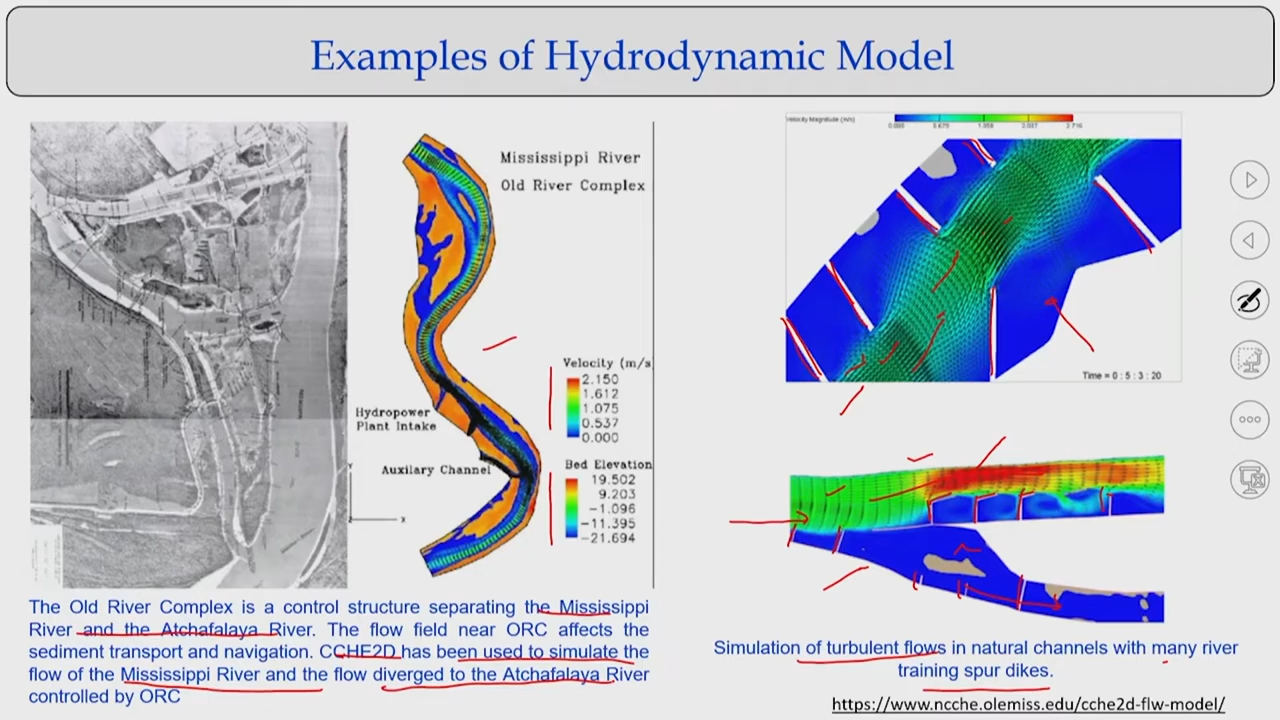 Examples of Hydrodynamic Model
Mississippi River
Old River Complex
Velocity (m/s
2.150
1.612
1.075
0.537
0.000
Hydropower
Plant Intake
Auxilary Channel
Bed Elevation
19.502
9.203
-1.096
-11.395
-21.694
x
The Old River Complex is a control structure separating the Mississippi
River and the Atchafalaya River. The flow field near ORC affects the
sediment transport and navigation. CCHE2D has been used to simulate the
flow of the Mississippi River and the flow diverged to the Atchafalaya River
controlled by ORC
Velocity Magnitude (m/s)
Time = 0 : 5 : 3 : 20
Simulation of turbulent flows in natural channels with many river
training spur dikes.
https://www.ncche.olemiss.edu/cche2d-flw-model/